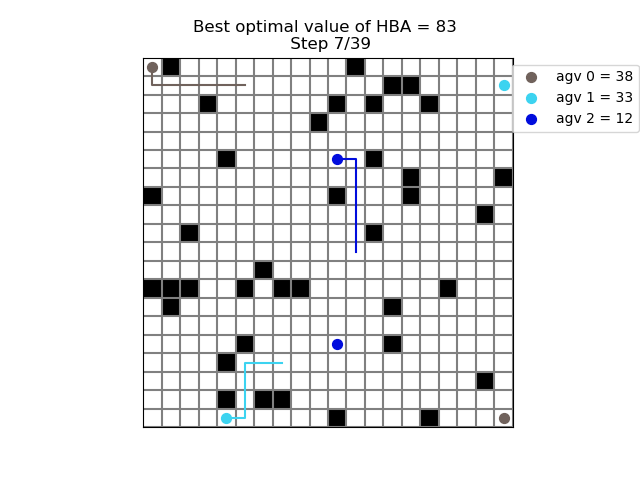 Best optimal value of HBA = 83
Step 7/39
agv 0 = 38
agv 1 = 33
agv 2 = 12